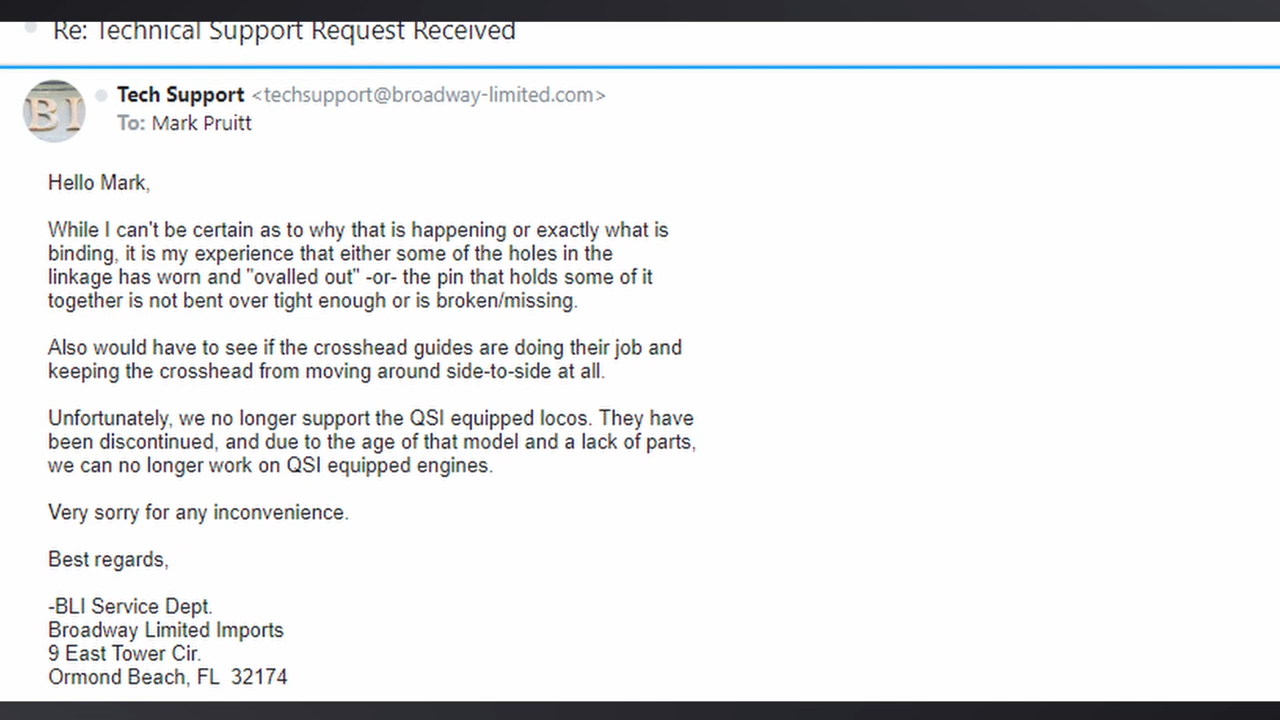 Re: Technical Support Request Received
BI
Tech Support <techsupport@broadway-limited.com>
To: Mark Pruitt
Hello Mark,
While I can't be certain as to why that is happening or exactly what is
binding, it is my experience that either some of the holes in the
linkage has worn and "ovalled out" -or- the pin that holds some of it
together is not bent over tight enough or is broken/missing.
Also would have to see if the crosshead guides are doing their job and
keeping the crosshead from moving around side-to-side at all.
Unfortunately, we no longer support the QSI equipped locos. They have
been discontinued, and due to the age of that model and a lack of parts,
we can no longer work on QSI equipped engines.
Very sorry for any inconvenience.
Best regards,
-BLI Service Dept.
Broadway Limited Imports
9 East Tower Cir.
Ormond Beach, FL  32174